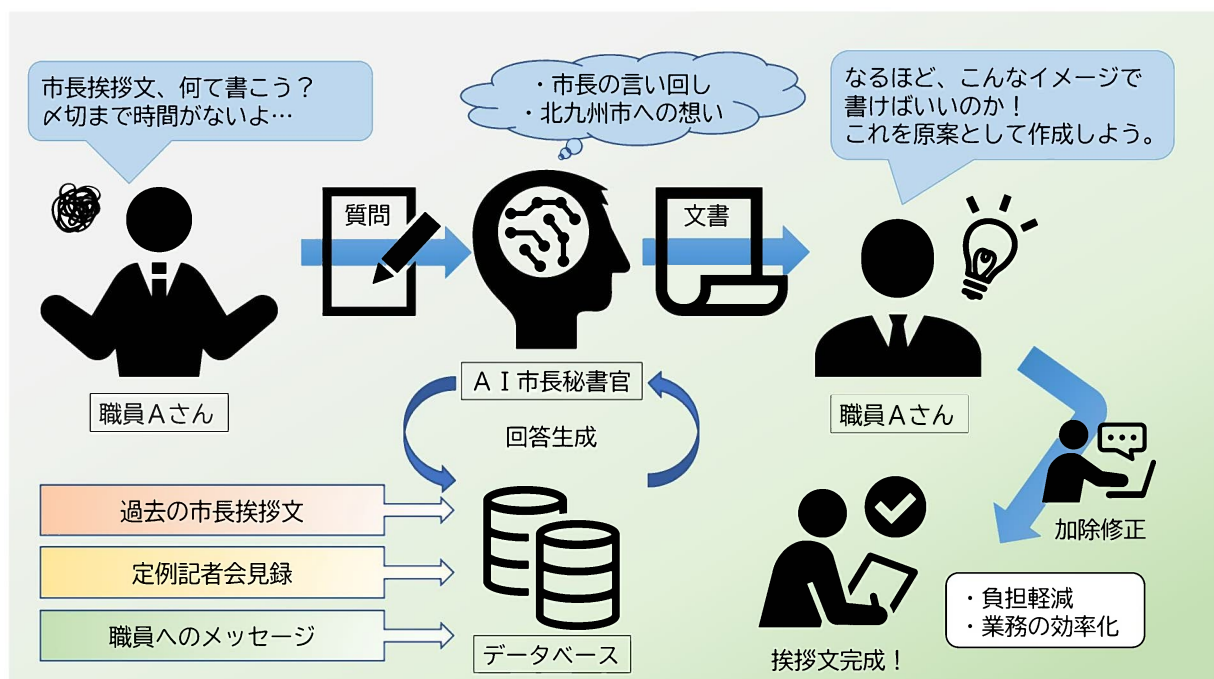 市長挨拶文、何て書こう？
〆切まで時間がないよ…
・市長の言い回し
・北九州市への想い
なるほど、こんなイメージで
書けばいいのか！
これを原案として作成しよう。
質問
文書
職員Aさん
ＡＩ市長秘書官
職員Aさん
回答生成
過去の市長挨拶文
定例記者会見録
職員へのメッセージ
データベース
加除修正
・負担軽減
・業務の効率化
挨拶文完成！